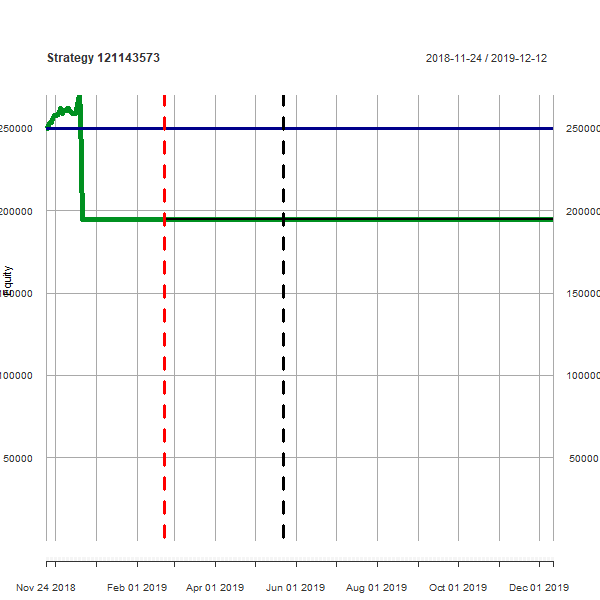 Strategy 121143573
2018-11-24 / 2019-12-12
250000 250000
200000 200000
Equity
150000 150000
100000 100000
50000 50000
Nov 24 2018 Feb 01 2019 Apr 01 2019 Jun 01 2019 Aug 01 2019 Oct 01 2019 Dec 01 2019